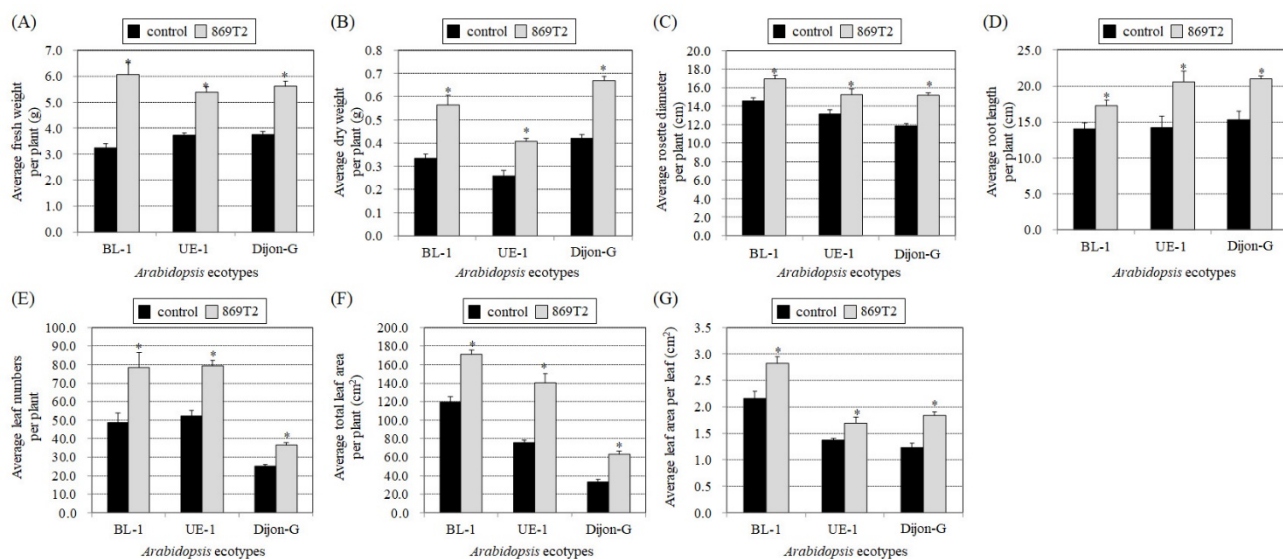 (A)
control 869T2
Average fresh weight
per plant (g)
7.0
6.0
5.0
4.0
3.0
2.0
1.0
0.0
* * *
BL-1 UE-1 Dijon-G
Arabidopsis ecotypes
(B)
control 869T2
Average dry weight
per plant (g)
0.8
0.7
0.6
0.5
0.4
0.3
0.2
0.1
0.0
* * *
BL-1 UE-1 Dijon-G
Arabidopsis ecotypes
(C)
control 869T2
Average rosette diameter
per plant (cm)
20.0
18.0
16.0
14.0
12.0
10.0
8.0
6.0
4.0
2.0
0.0
* * *
BL-1 UE-1 Dijon-G
Arabidopsis ecotypes
(D)
control 869T2
Average root length
per plant (cm)
25.0
20.0
15.0
10.0
5.0
0.0
* * *
BL-1 UE-1 Dijon-G
Arabidopsis ecotypes
(E)
control 869T2
Average leaf numbers
per plant
100.0
90.0
80.0
70.0
60.0
50.0
40.0
30.0
20.0
10.0
0.0
* * *
BL-1 UE-1 Dijon-G
Arabidopsis ecotypes
(F)
control 869T2
Average total leaf area
per plant (cm²)
200.0
180.0
160.0
140.0
120.0
100.0
80.0
60.0
40.0
20.0
0.0
* * *
BL-1 UE-1 Dijon-G
Arabidopsis ecotypes
(G)
control 869T2
Average leaf area per leaf (cm²)
3.5
3.0
2.5
2.0
1.5
1.0
0.5
0.0
* * *
BL-1 UE-1 Dijon-G
Arabidopsis ecotypes